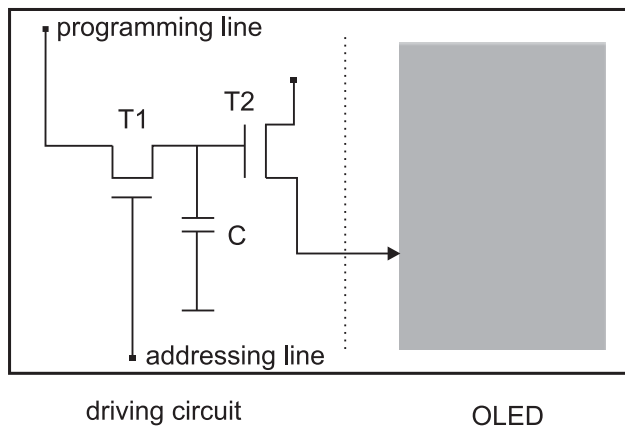 programming line
T1
T2
C
addressing line
driving circuit
OLED